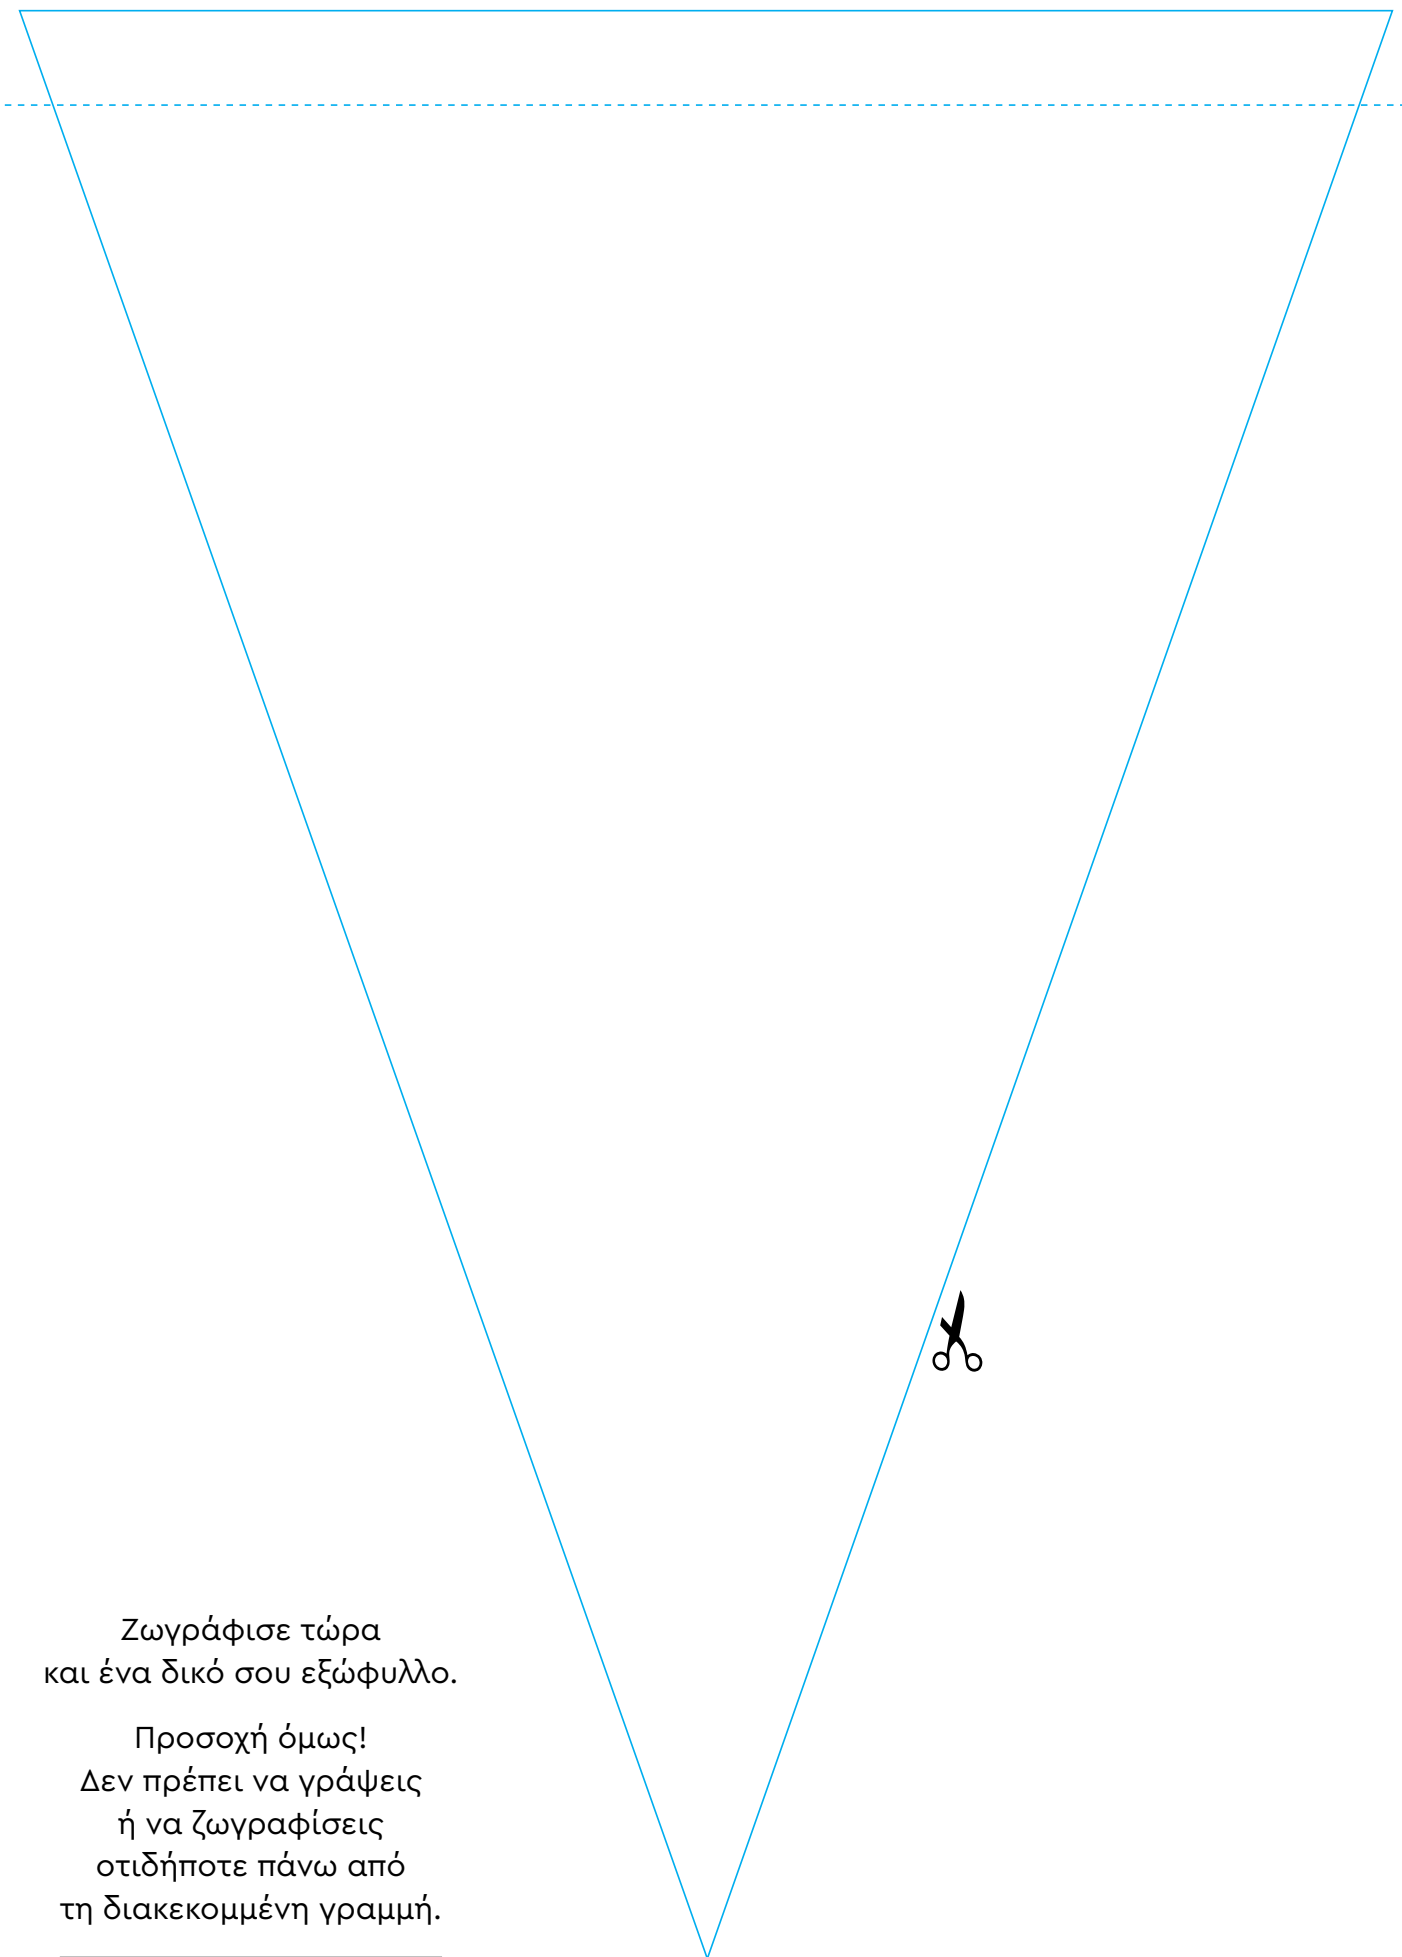 Ζωγράφισε τώρα
και ένα δικό σου εξώφυλλο.
Προσοχή όμως!
Δεν πρέπει να γράψεις
ή να ζωγραφίσεις
οτιδήποτε πάνω από
τη διακεκομμένη γραμμή.